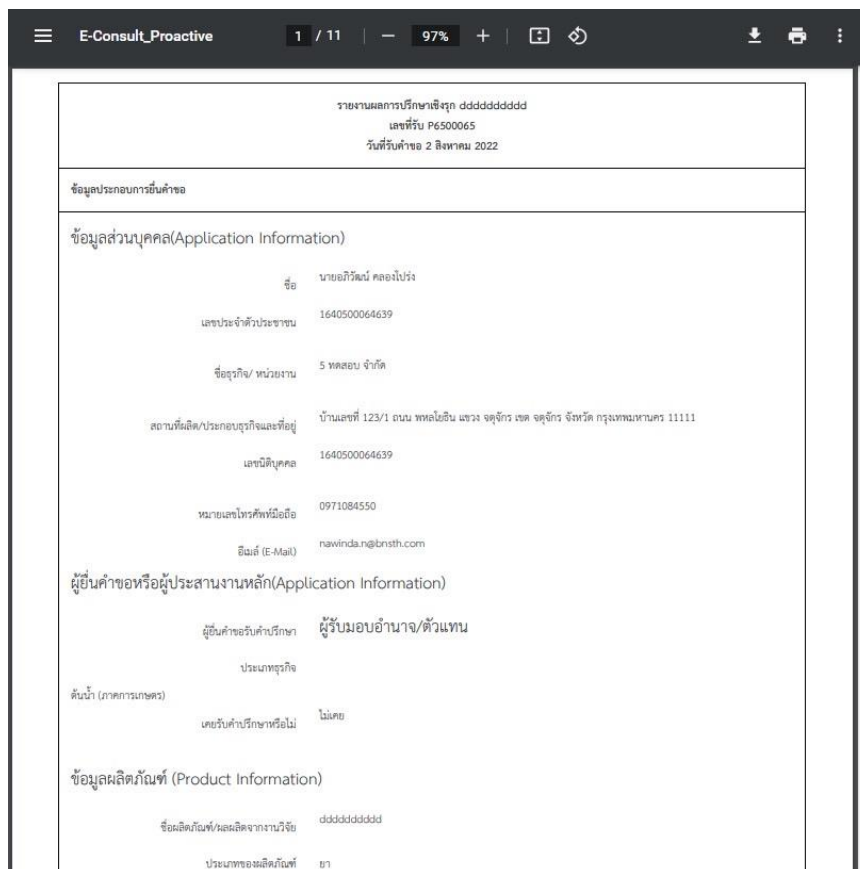 E-Consult_Proactive 1 / 11 97%
รายงานผลการปรึกษาเชิงรุก dddddddddd
เลขที่รับ P6500065
วันที่รับคำขอ 2 สิงหาคม 2022
ข้อมูลประกอบการยื่นคำขอ
ข้อมูลส่วนบุคคล(Application Information)
ชื่อ นายอภิวัฒน์ คลองโปร่ง
เลขประจำตัวประชาชน 1640500064639
ชื่อธุรกิจ/ หน่วยงาน 5 ทดสอบ จำกัด
สถานที่ผลิต/ประกอบธุรกิจและที่อยู่ บ้านเลขที่ 123/1 ถนน พหลโยธิน แขวง จตุจักร เขต จตุจักร จังหวัด กรุงเทพมหานคร 11111
เลขนิติบุคคล 1640500064639
หมายเลขโทรศัพท์มือถือ 0971084550
อีเมล์ (E-Mail) nawinda.n@bnsth.com
ผู้ยื่นคำขอหรือผู้ประสานงานหลัก(Application Information)
ผู้ยื่นคำขอรับคำปรึกษา ผู้รับมอบอำนาจ/ตัวแทน
ประเภทธุรกิจ
ต้นน้ำ (ภาคการเกษตร)
เคยรับคำปรึกษาหรือไม่ ไม่เคย
ข้อมูลผลิตภัณฑ์ (Product Information)
ชื่อผลิตภัณฑ์/ผลผลิตจากงานวิจัย dddddddddd
ประเภทของผลิตภัณฑ์ ยา